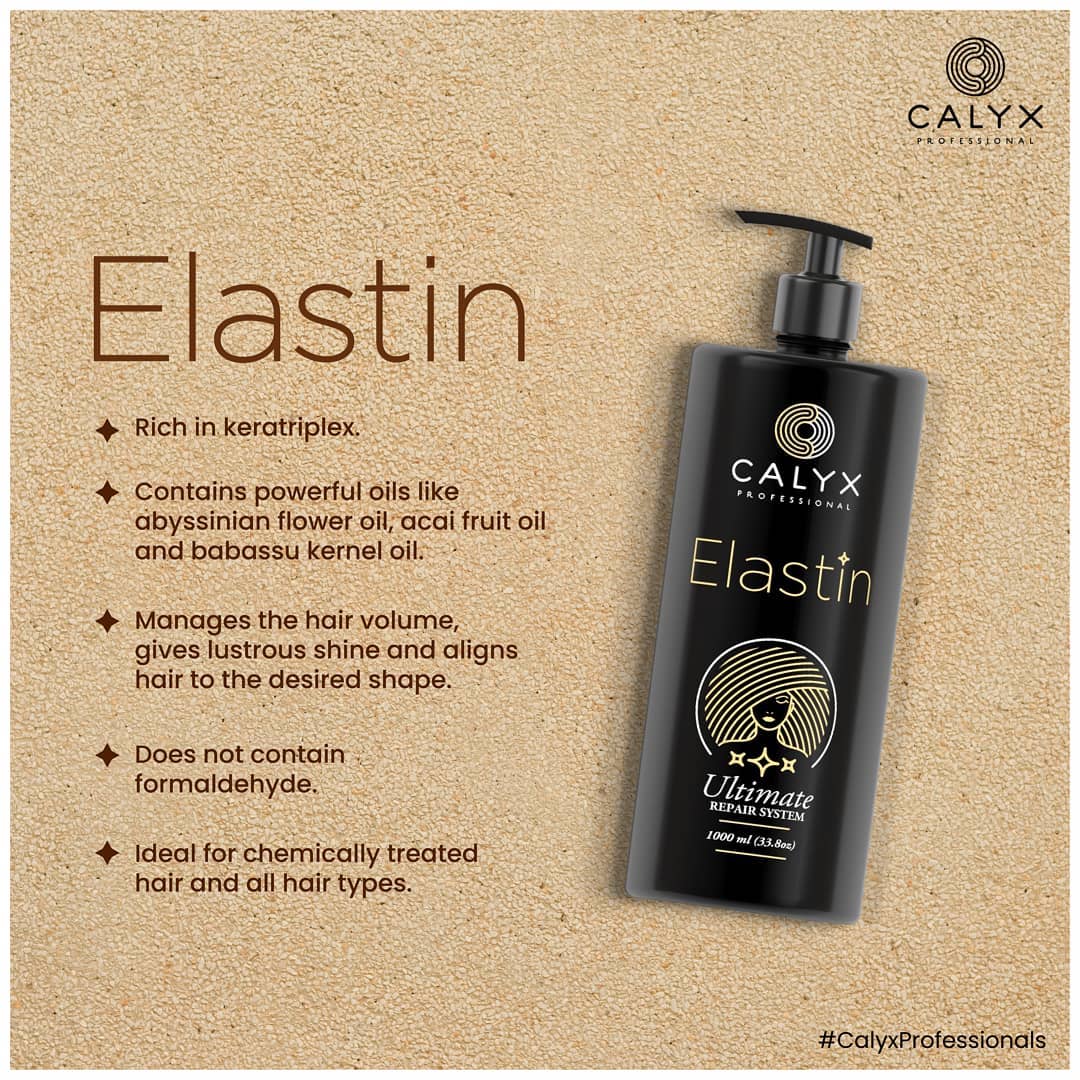 CALYX
PROFESSIONAL
Elastin
Rich in keratriplex.
Contains powerful oils like
abyssinian flower oil, acai fruit oil
and babassu kernel oil.
Manages the hair volume,
gives lustrous shine and aligns
hair to the desired shape.
Does not contain
formaldehyde.
Ideal for chemically treated
hair and all hair types.
CALYX
PROFESSIONAL
Elastin
Ultimate
REPAIR SYSTEM
1000 ml (33.8oz)
#CalyxProfessionals